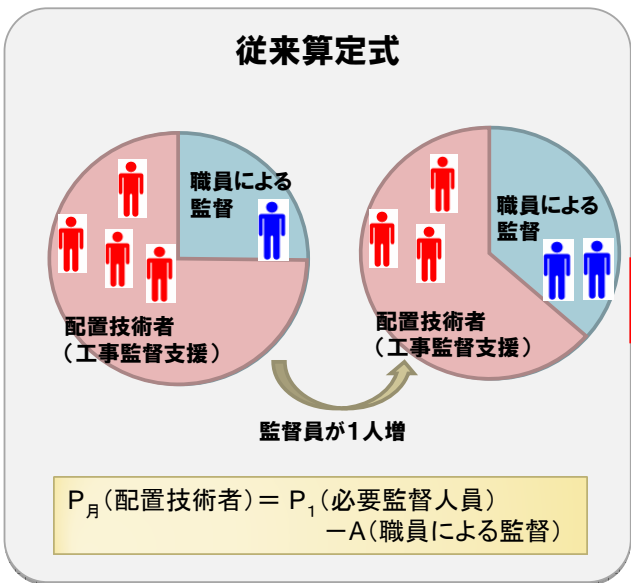 従来算定式
職員による
監督
配置技術者
（工事監督支援）
職員による
監督
配置技術者
（工事監督支援）
監督員が1人増
P月(配置技術者)＝P1(必要監督人員)
－A(職員による監督)